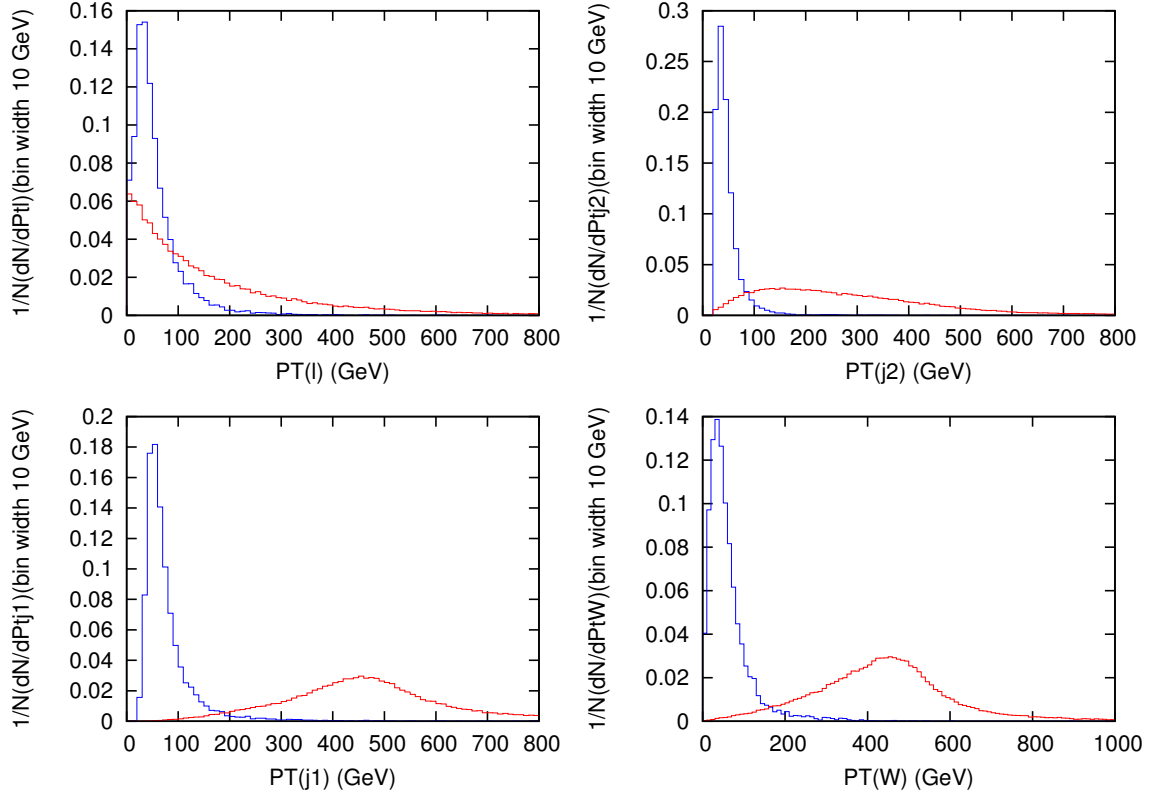 1/N(dN/dPtl)(bin width 10 GeV)
0.16
0.14
0.12
0.1
0.08
0.06
0.04
0.02
0
0 100 200 300 400 500 600 700 800
PT(l) (GeV)
1/N(dN/dPtj2)(bin width 10 GeV)
0.3
0.25
0.2
0.15
0.1
0.05
0
0 100 200 300 400 500 600 700 800
PT(j2) (GeV)
1/N(dN/dPtj1)(bin width 10 GeV)
0.2
0.18
0.16
0.14
0.12
0.1
0.08
0.06
0.04
0.02
0
0 100 200 300 400 500 600 700 800
PT(j1) (GeV)
1/N(dN/dPtW)(bin width 10 GeV)
0.14
0.12
0.1
0.08
0.06
0.04
0.02
0
0 200 400 600 800 1000
PT(W) (GeV)